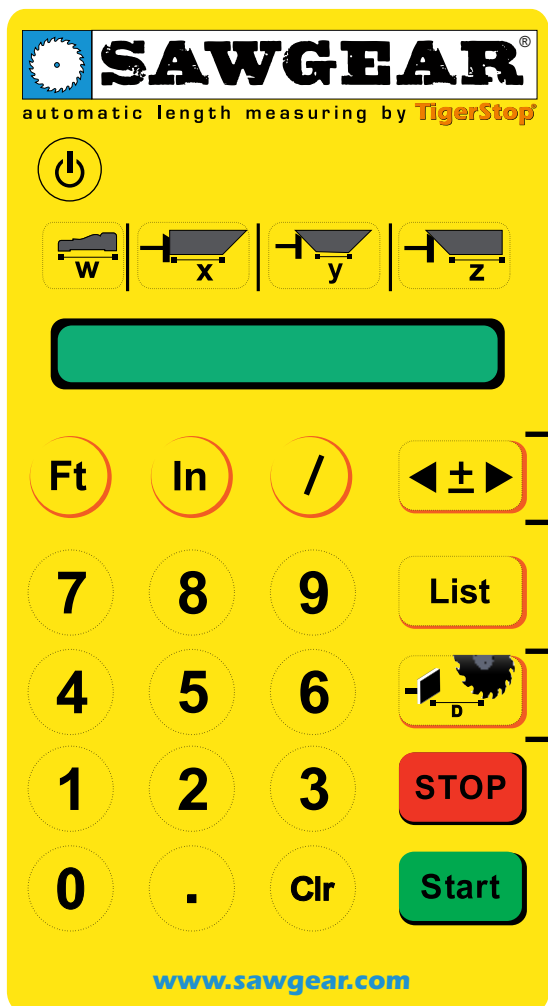 SAWGEAR®
automatic length measuring by TigerStop®
w x y z
Ft In / ◀ ± ▶
7 8 9 List
4 5 6 D
1 2 3 STOP
0 . Clr Start
www.sawgear.com